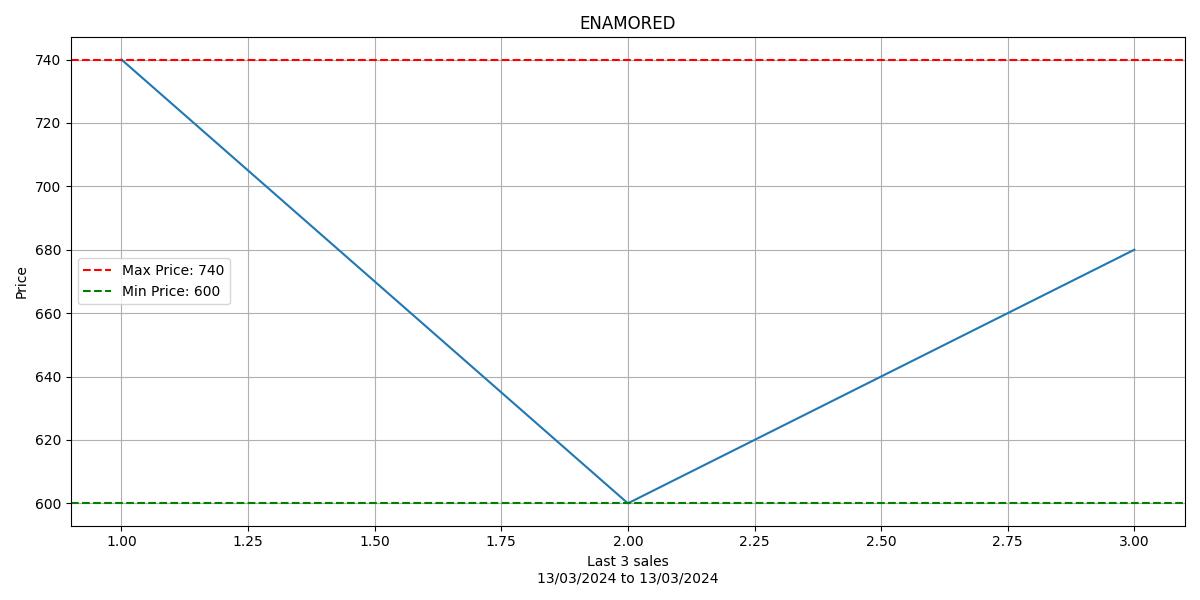 ENAMORED
740
720
700
680
660
640
620
600
Price
Max Price: 740
Min Price: 600
1.00 1.25 1.50 1.75 2.00 2.25 2.50 2.75 3.00
Last 3 sales
13/03/2024 to 13/03/2024